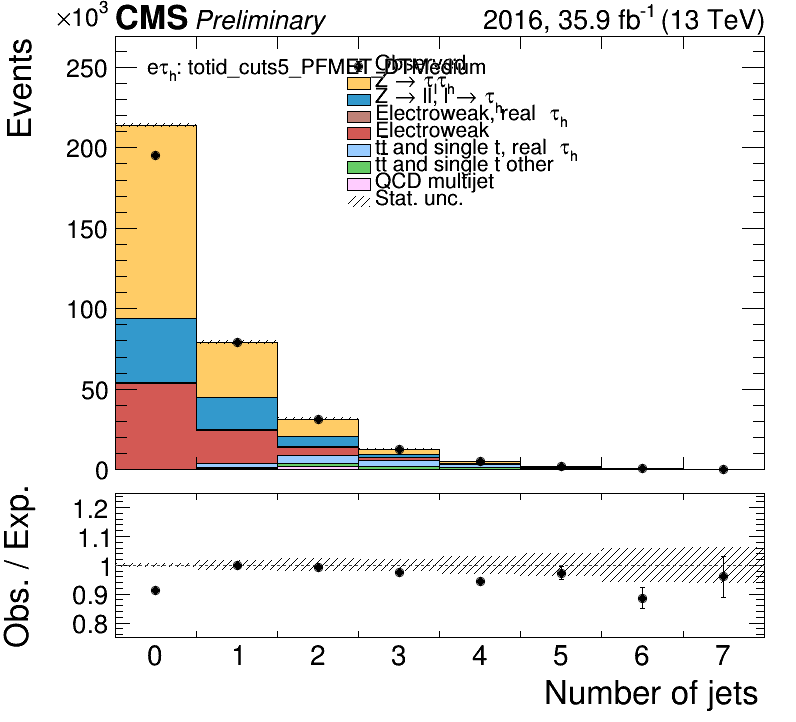 ×10³
CMS Preliminary
2016, 35.9 fb⁻¹ (13 TeV)
Events
250
200
150
100
50
0
eτₕ: totid_cuts5_PFMET_DTMedium
Observed
Z → τₗτₕ
Z → ll, l → τₕ
Electroweak, real τₕ
Electroweak
tt̄ and single t, real τₕ
tt̄ and single t other
QCD multijet
Stat. unc.
Obs. / Exp.
1.2
1.1
1
0.9
0.8
0 1 2 3 4 5 6 7
Number of jets